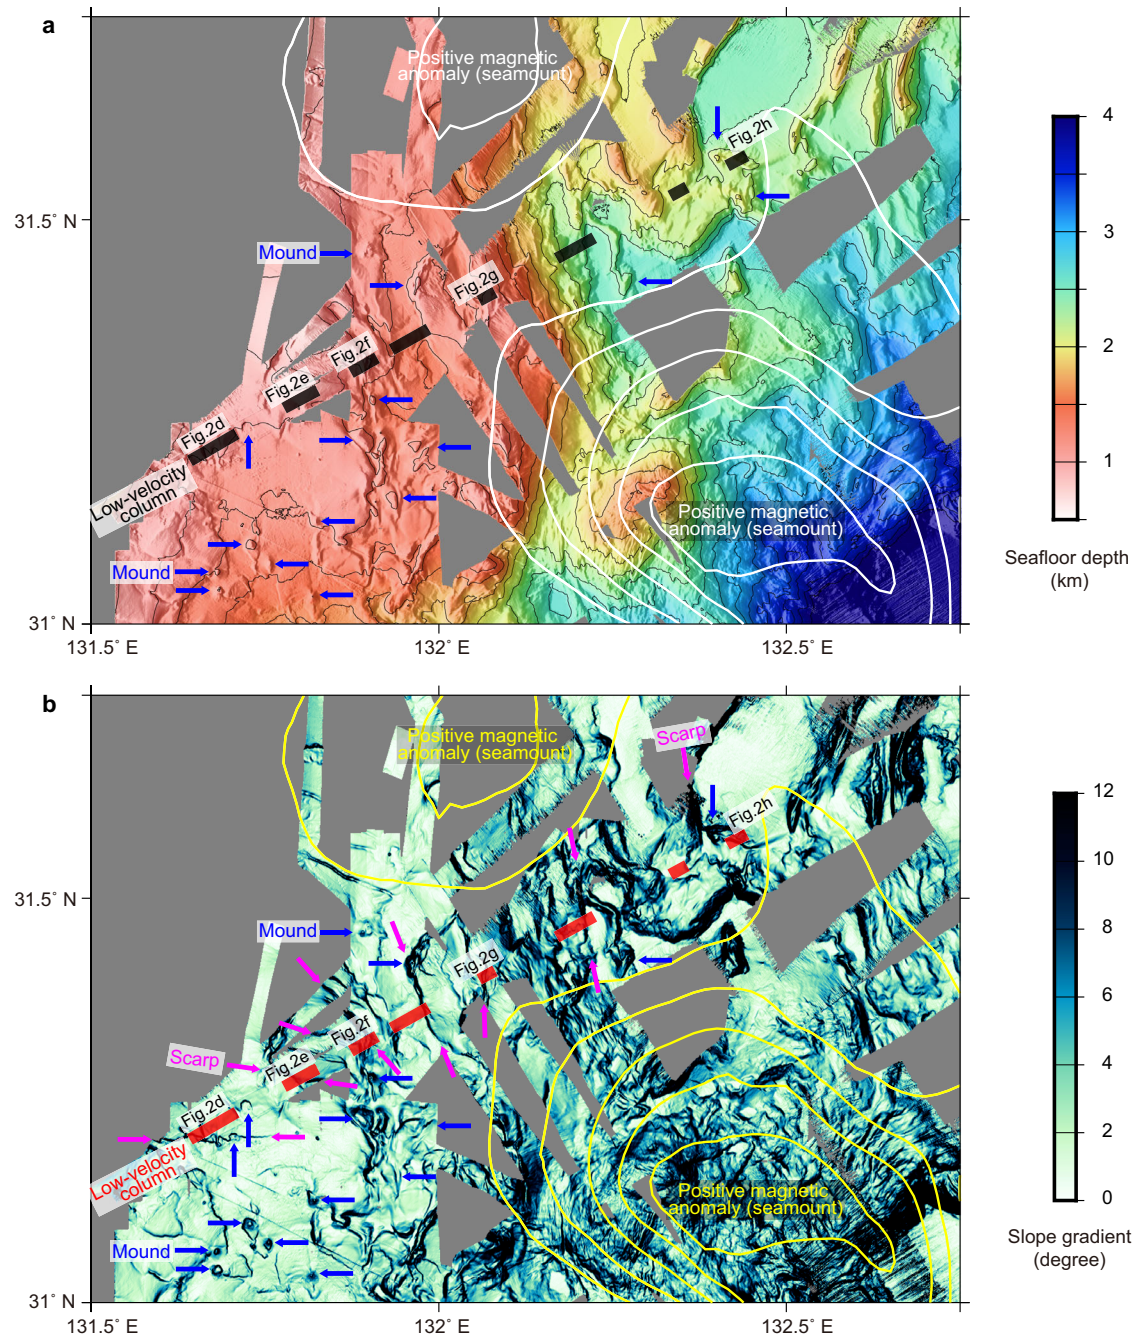 a
Positive magnetic
anomaly (seamount)
Fig.2h
31.5° N
Mound
Fig.2g
Fig.2f
Fig.2e
Fig.2d
Low-velocity
column
Positive magnetic
anomaly (seamount)
Mound
31° N
131.5° E
132° E
132.5° E
4
3
2
1
Seafloor depth
(km)
b
Positive magnetic
anomaly (seamount)
Scarp
Fig.2h
31.5° N
Mound
Fig.2g
Fig.2f
Scarp
Fig.2e
Fig.2d
Low-velocity
column
Positive magnetic
anomaly (seamount)
Mound
31° N
131.5° E
132° E
132.5° E
12
10
8
6
4
2
0
Slope gradient
(degree)